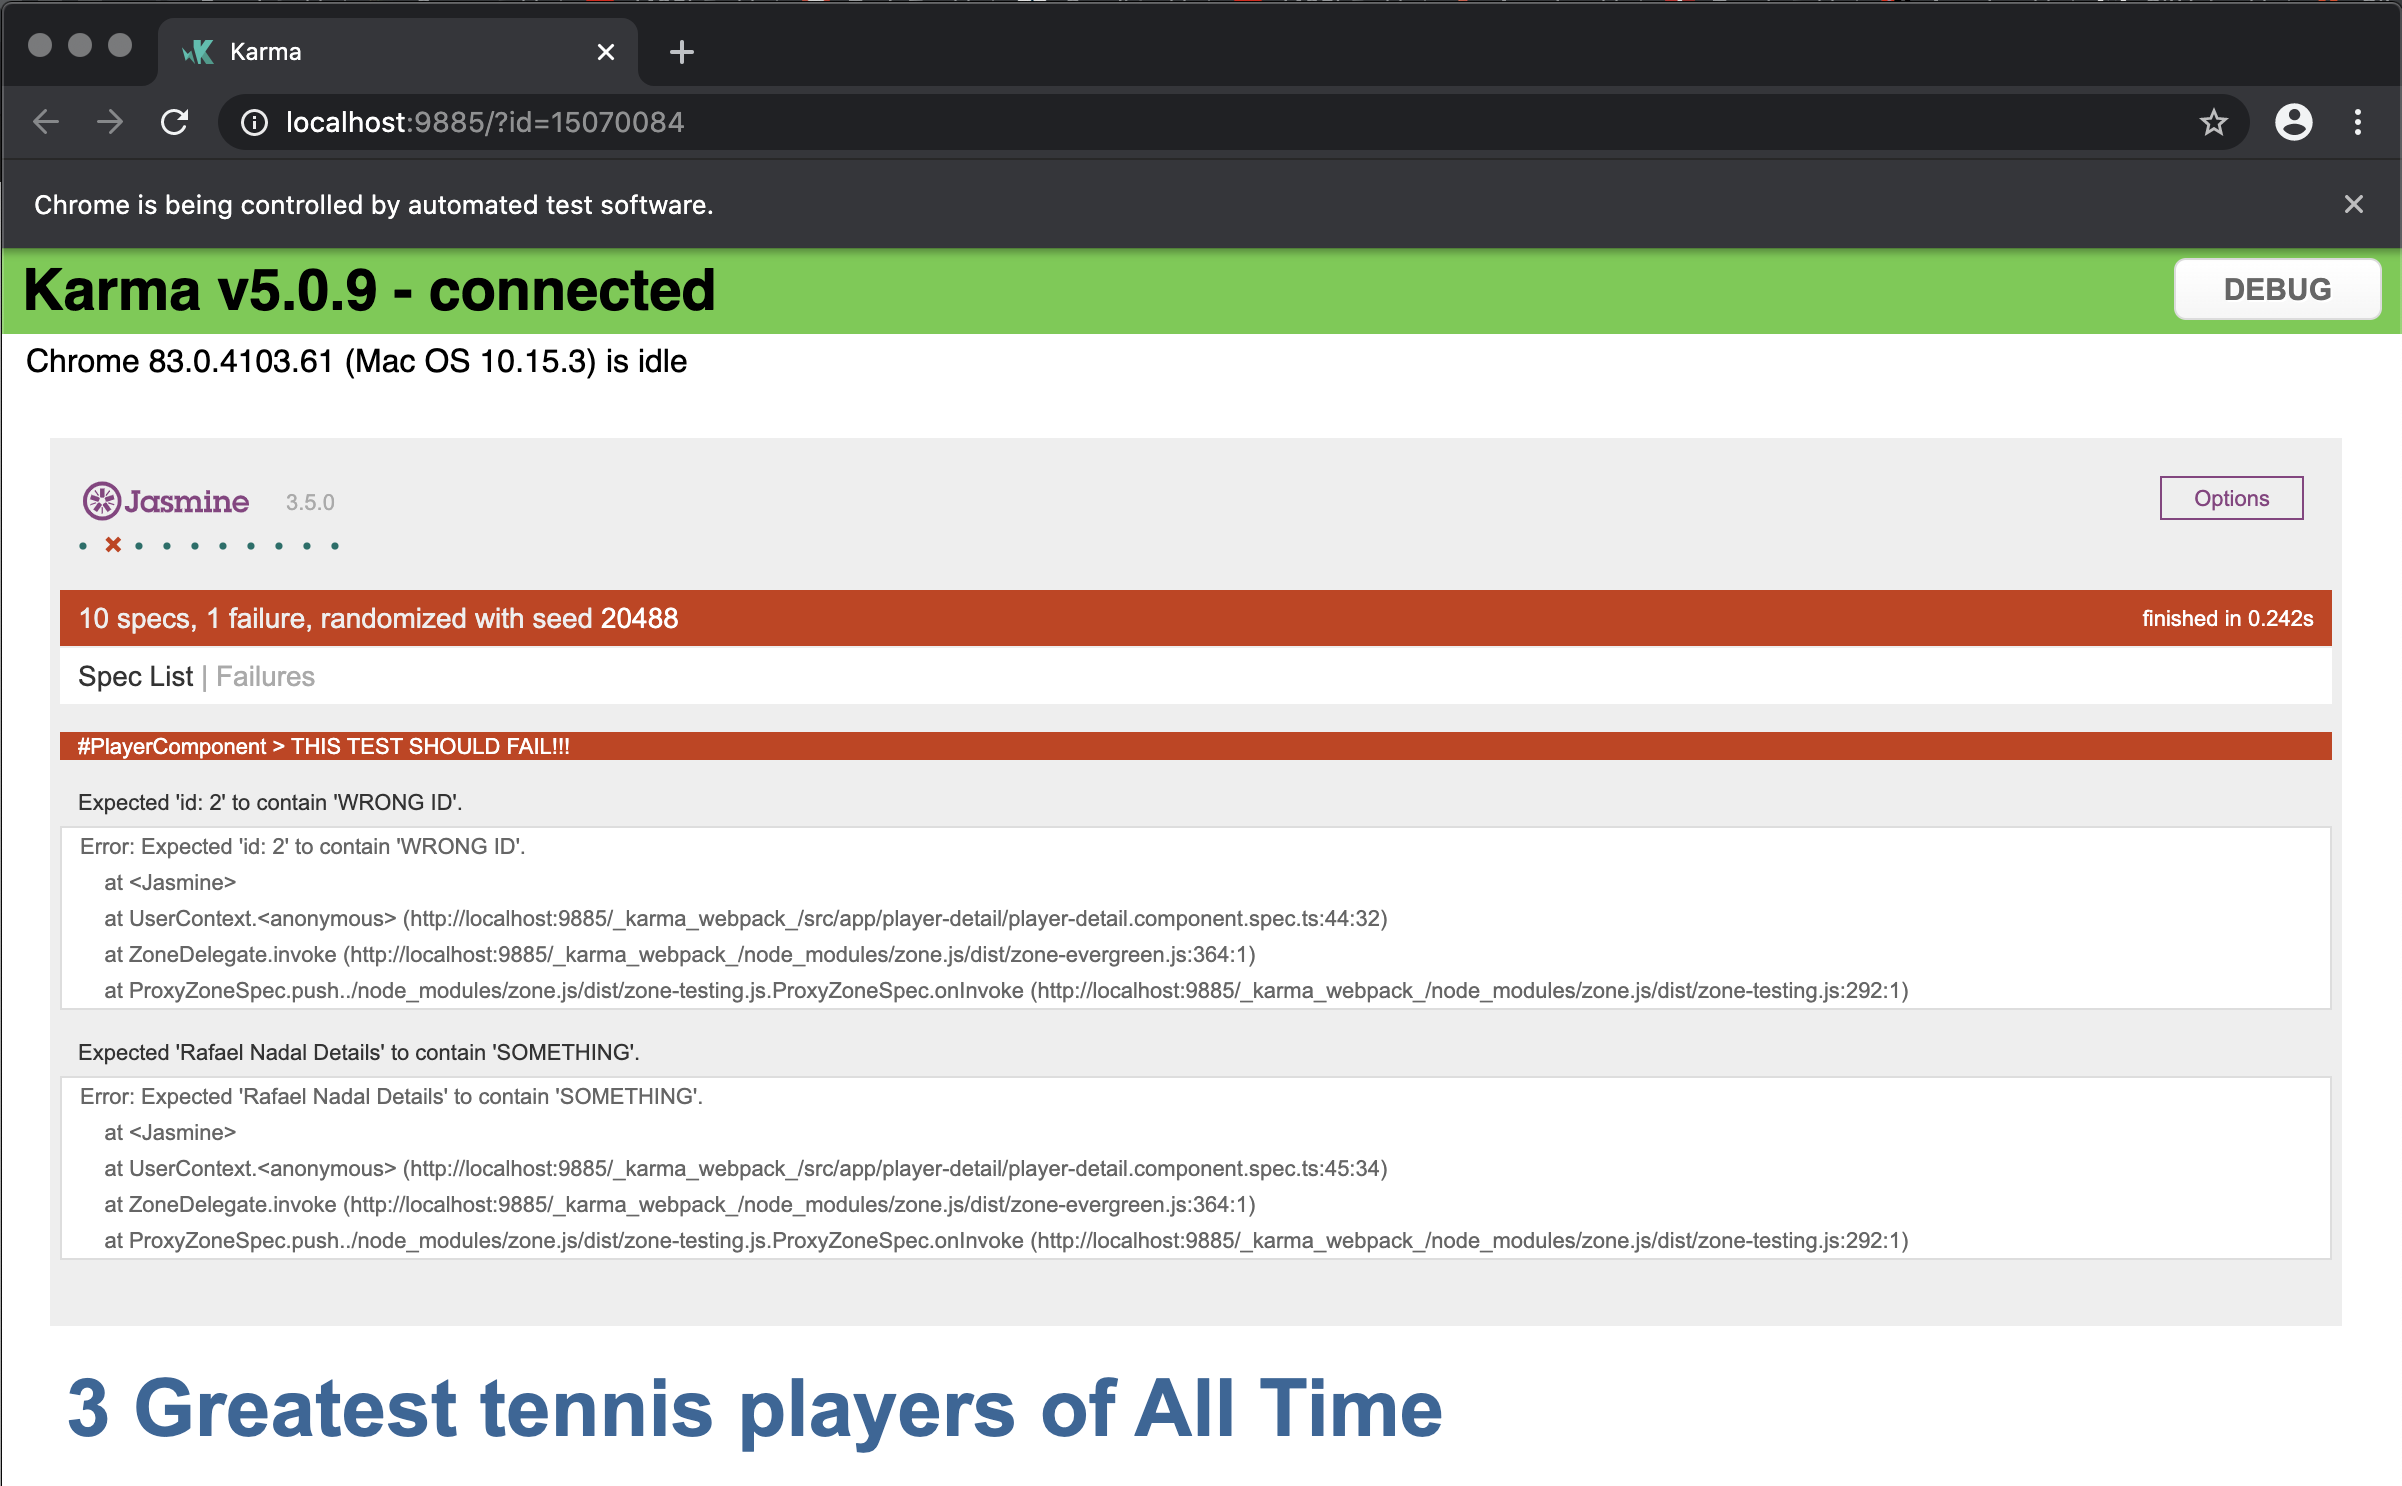 Karma
localhost:9885/?id=15070084
Chrome is being controlled by automated test software.
Karma v5.0.9 - connected
DEBUG
Chrome 83.0.4103.61 (Mac OS 10.15.3) is idle
Jasmine 3.5.0
Options
10 specs, 1 failure, randomized with seed 20488
finished in 0.242s
Spec List | Failures
#PlayerComponent > THIS TEST SHOULD FAIL!!!
Expected 'id: 2' to contain 'WRONG ID'.
Error: Expected 'id: 2' to contain 'WRONG ID'.
at <Jasmine>
at UserContext.<anonymous> (http://localhost:9885/_karma_webpack_/src/app/player-detail/player-detail.component.spec.ts:44:32)
at ZoneDelegate.invoke (http://localhost:9885/_karma_webpack_/node_modules/zone.js/dist/zone-evergreen.js:364:1)
at ProxyZoneSpec.push../node_modules/zone.js/dist/zone-testing.js.ProxyZoneSpec.onInvoke (http://localhost:9885/_karma_webpack_/node_modules/zone.js/dist/zone-testing.js:292:1)
Expected 'Rafael Nadal Details' to contain 'SOMETHING'.
Error: Expected 'Rafael Nadal Details' to contain 'SOMETHING'.
at <Jasmine>
at UserContext.<anonymous> (http://localhost:9885/_karma_webpack_/src/app/player-detail/player-detail.component.spec.ts:45:34)
at ZoneDelegate.invoke (http://localhost:9885/_karma_webpack_/node_modules/zone.js/dist/zone-evergreen.js:364:1)
at ProxyZoneSpec.push../node_modules/zone.js/dist/zone-testing.js.ProxyZoneSpec.onInvoke (http://localhost:9885/_karma_webpack_/node_modules/zone.js/dist/zone-testing.js:292:1)
3 Greatest tennis players of All Time